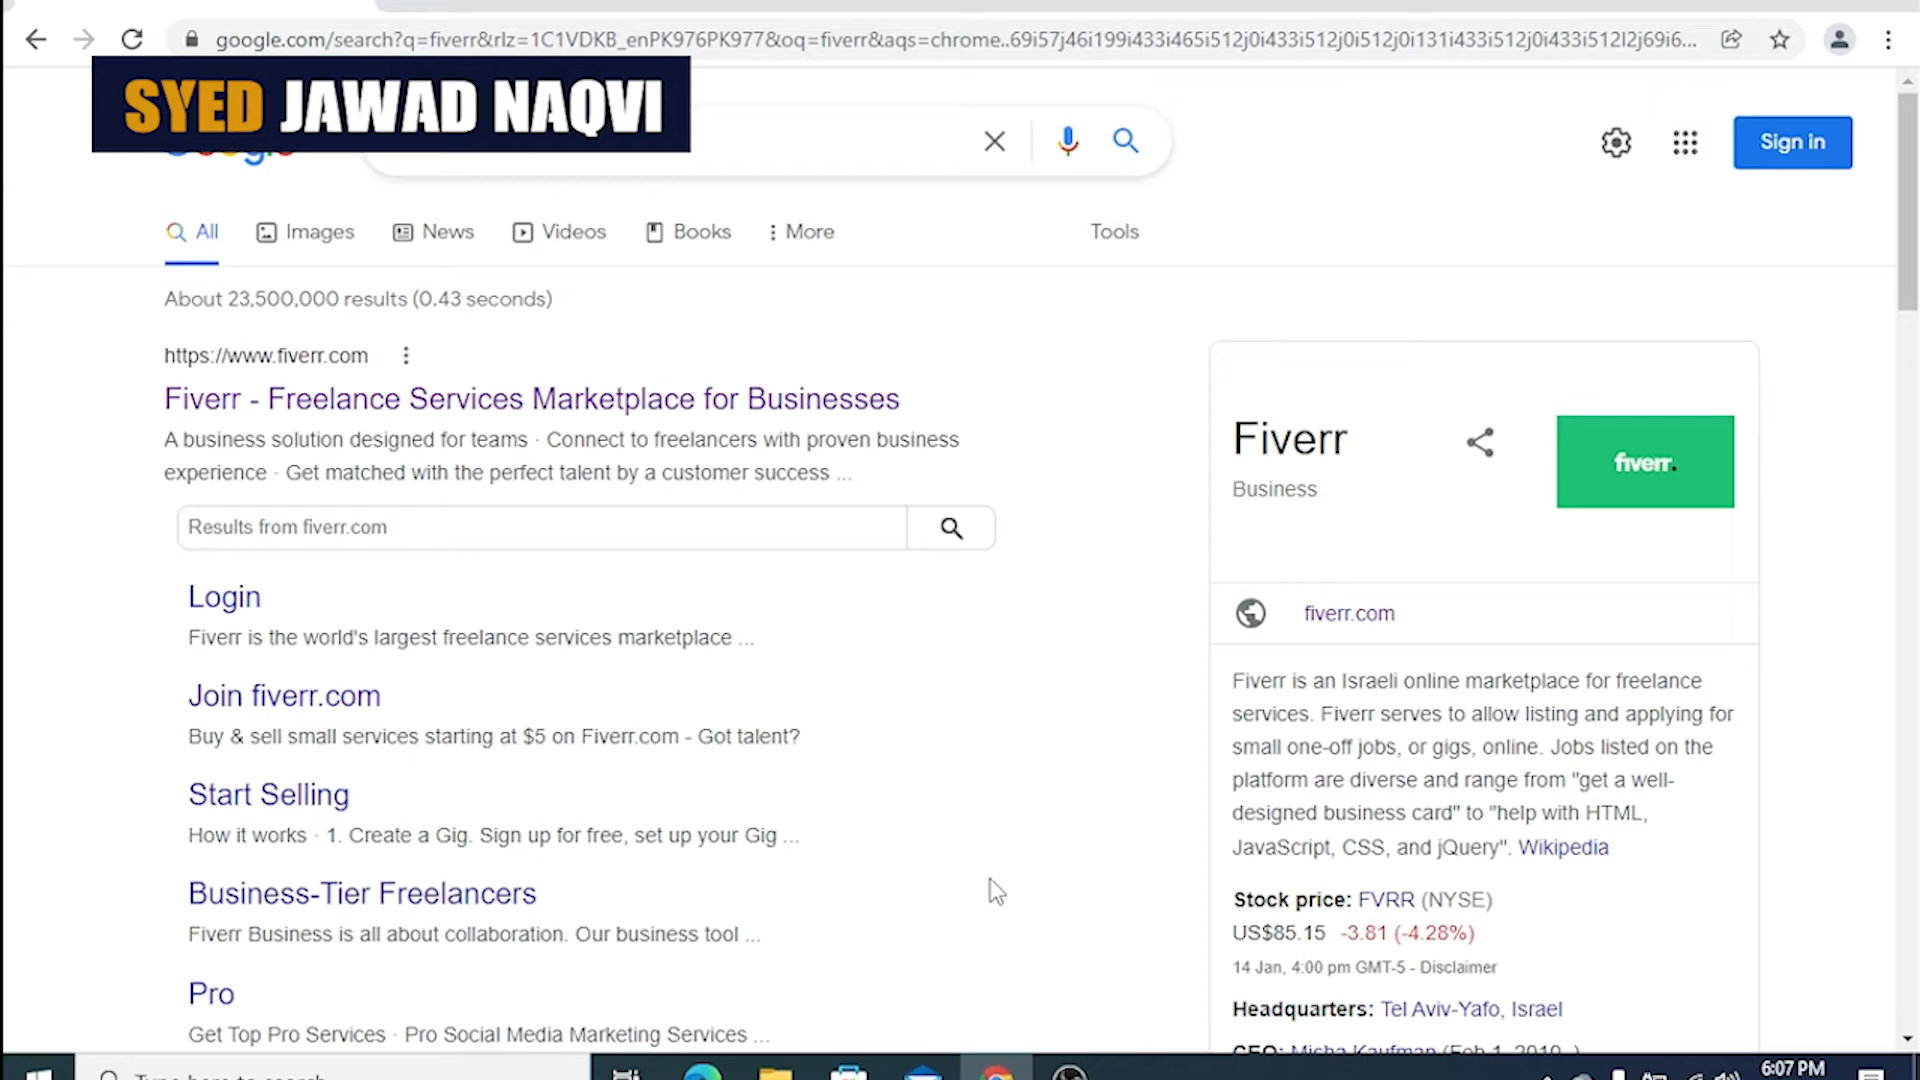 google.com/search?q=fiverr&rlz=1C1VDKB_enPK976PK977&oq=fiverr&aqs=chrome..69i57j46i199i433i465i512j0i433i512j0i512j0i131i433i512j0i433i512l2j69i6...
SYED JAWAD NAQVI
Sign in
All
Images
News
Videos
Books
More
Tools
About 23,500,000 results (0.43 seconds)
https://www.fiverr.com
Fiverr - Freelance Services Marketplace for Businesses
A business solution designed for teams · Connect to freelancers with proven business
experience · Get matched with the perfect talent by a customer success ...
Results from fiverr.com
Login
Fiverr is the world's largest freelance services marketplace ...
Join fiverr.com
Buy & sell small services starting at $5 on Fiverr.com - Got talent?
Start Selling
How it works · 1. Create a Gig. Sign up for free, set up your Gig ...
Business-Tier Freelancers
Fiverr Business is all about collaboration. Our business tool ...
Pro
Get Top Pro Services · Pro Social Media Marketing Services ...
Fiverr
Business
fiverr.
fiverr.com
Fiverr is an Israeli online marketplace for freelance
services. Fiverr serves to allow listing and applying for
small one-off jobs, or gigs, online. Jobs listed on the
platform are diverse and range from "get a well-
designed business card" to "help with HTML,
JavaScript, CSS, and jQuery". Wikipedia
Stock price: FVRR (NYSE)
US$85.15 -3.81 (-4.28%)
14 Jan, 4:00 pm GMT-5 - Disclaimer
Headquarters: Tel Aviv-Yafo, Israel
CEO: Micha Kaufman (Feb 1, 2010–)
Type here to search
6:07 PM